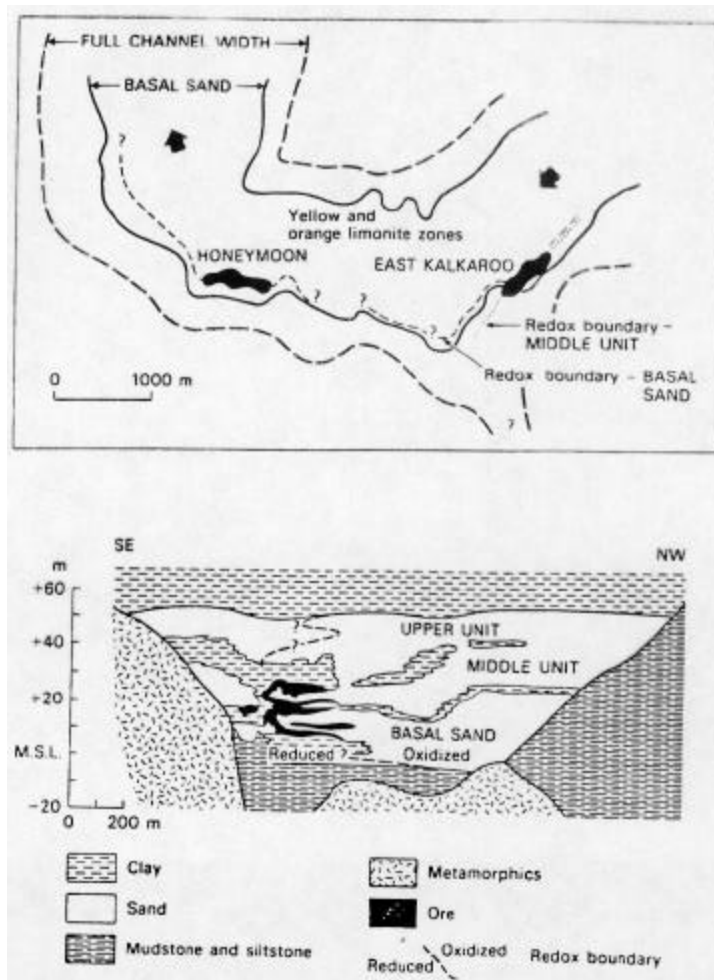 FULL CHANNEL WIDTH
BASAL SAND
?
Yellow and
orange limonite zones
HONEYMOON
EAST KALKAROO
?
?
?
Redox boundary –
MIDDLE UNIT
Redox boundary – BASAL
SAND
0 1000 m
?
SE NW
m
+60
+40
+20
M.S.L.
–20
?
?
UPPER UNIT
MIDDLE UNIT
BASAL SAND
Oxidized
Reduced ?
0 200 m
Clay
Sand
Mudstone and siltstone
Metamorphics
Ore
Oxidized
Reduced
Redox boundary